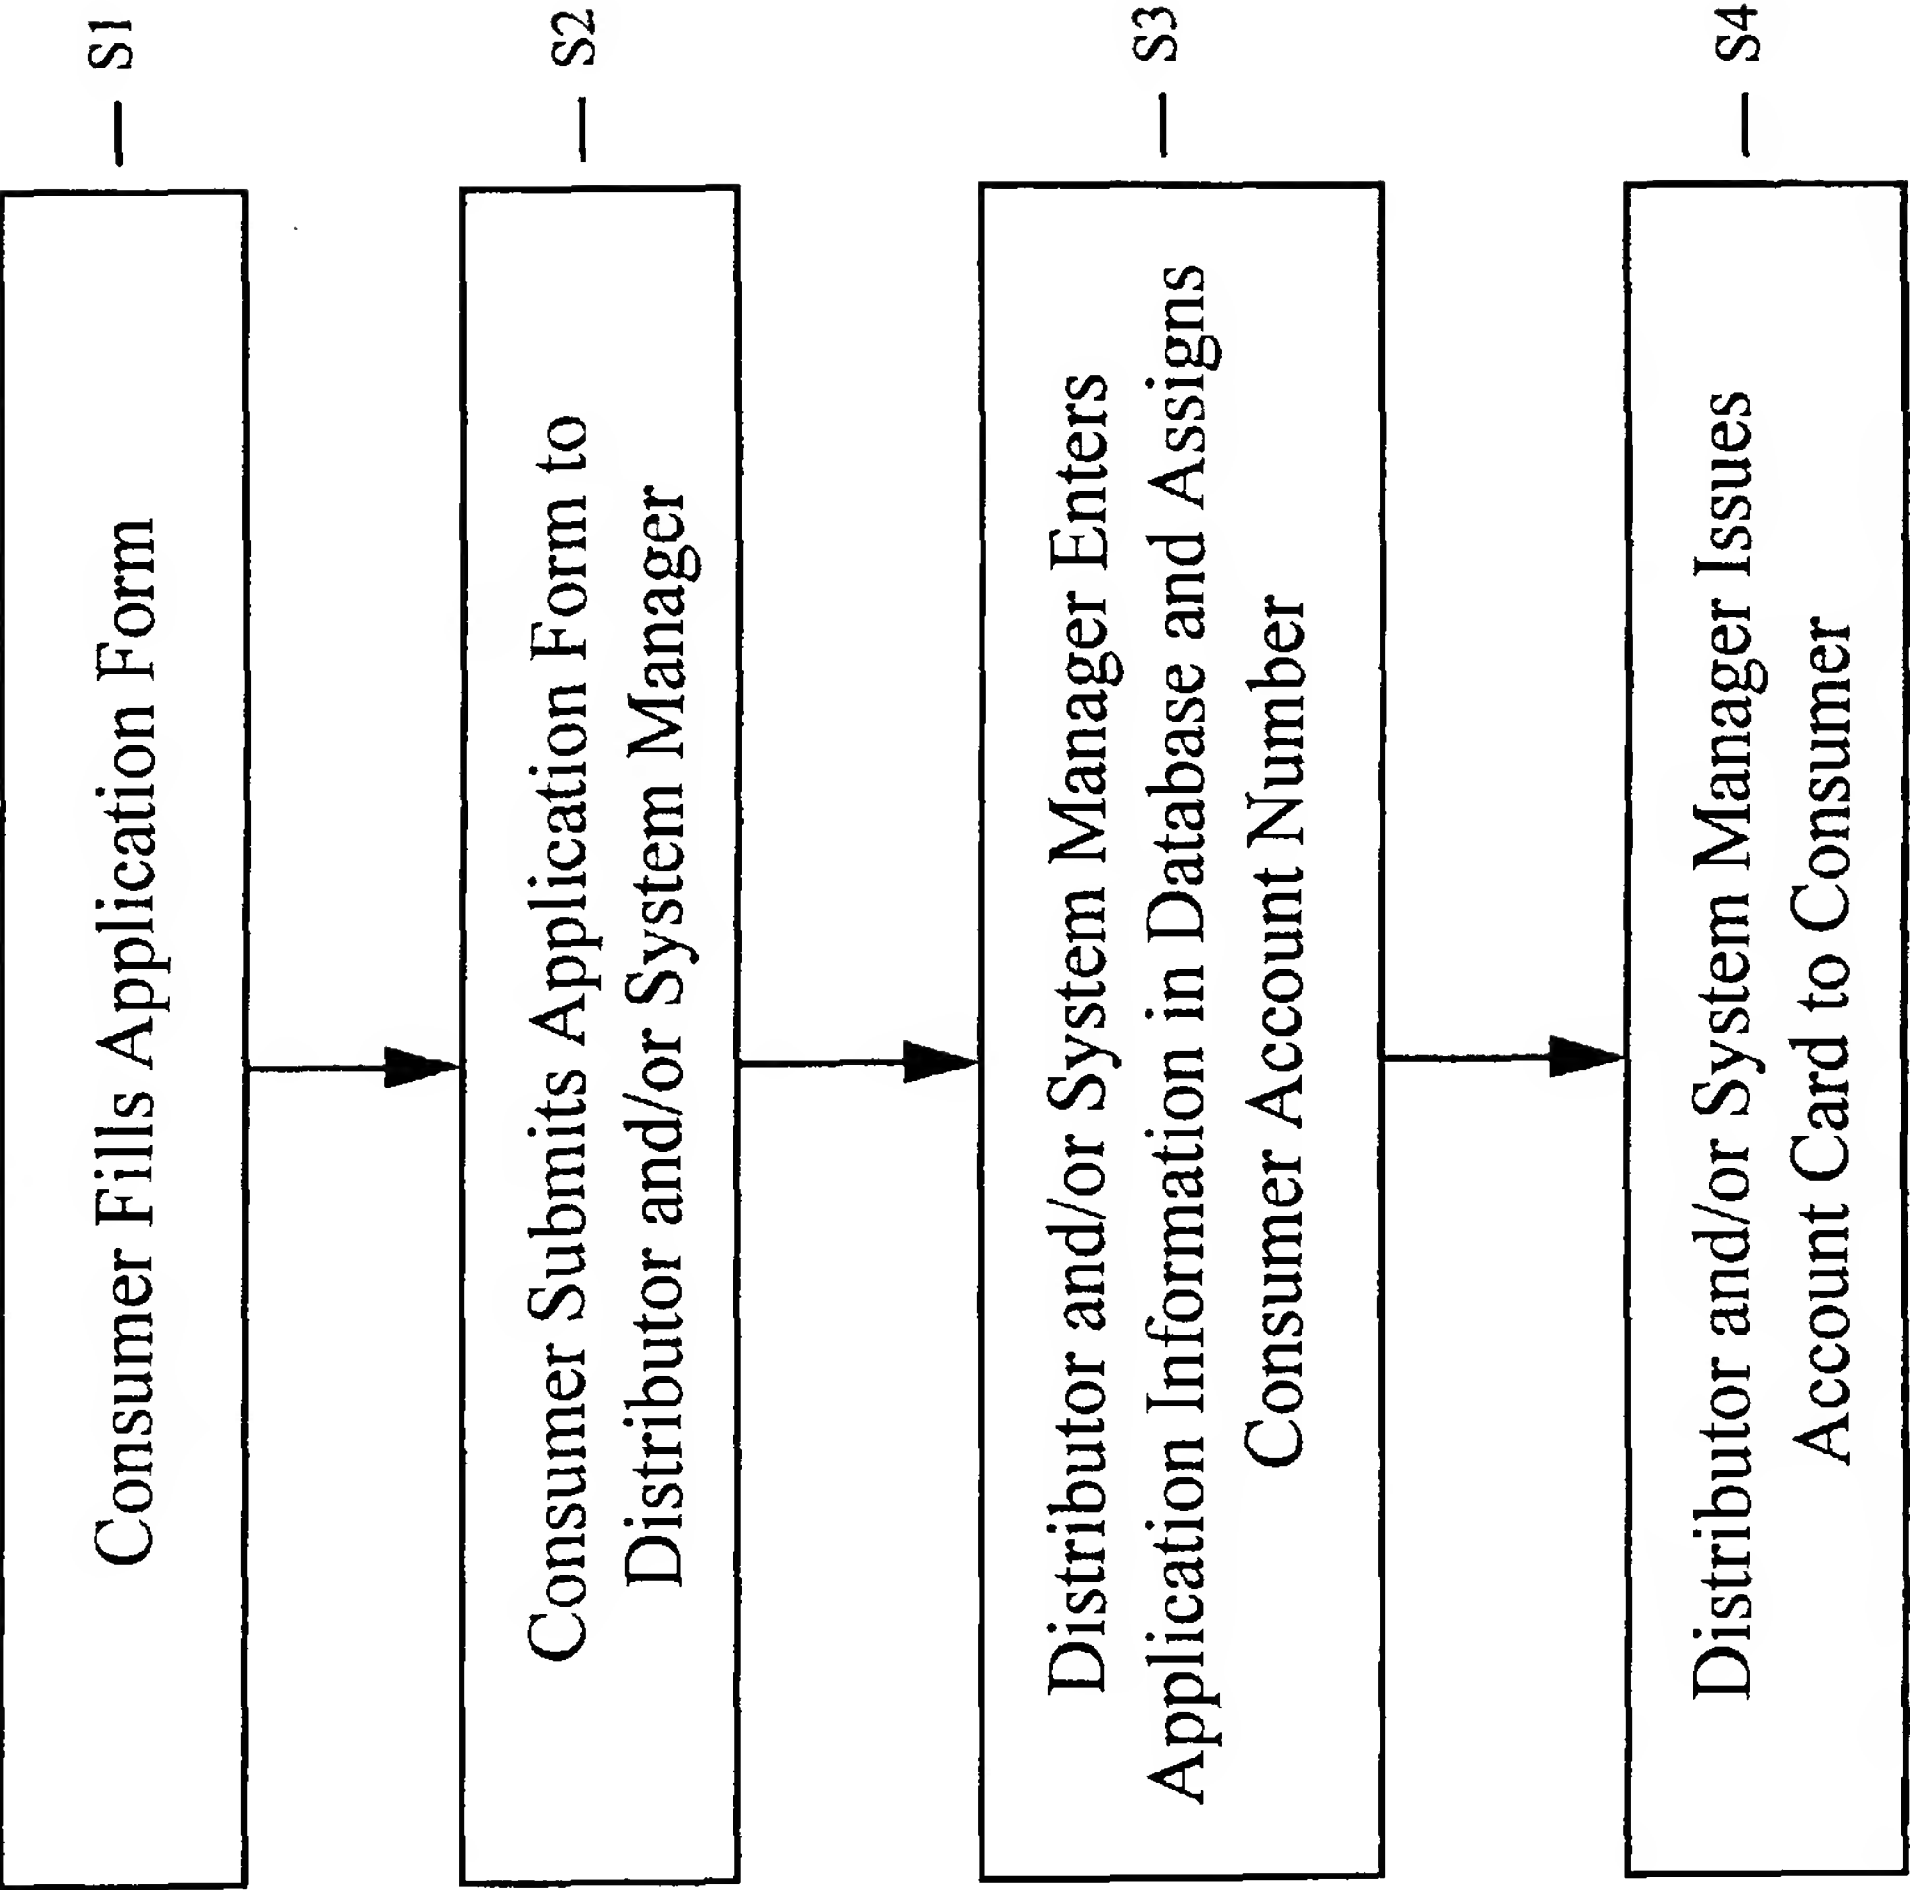 Consumer Fills Application Form
S1
Consumer Submits Application Form to
Distributor and/or System Manager
S2
Distributor and/or System Manager Enters
Application Information in Database and Assigns
Consumer Account Number
S3
Distributor and/or System Manager Issues
Account Card to Consumer
S4